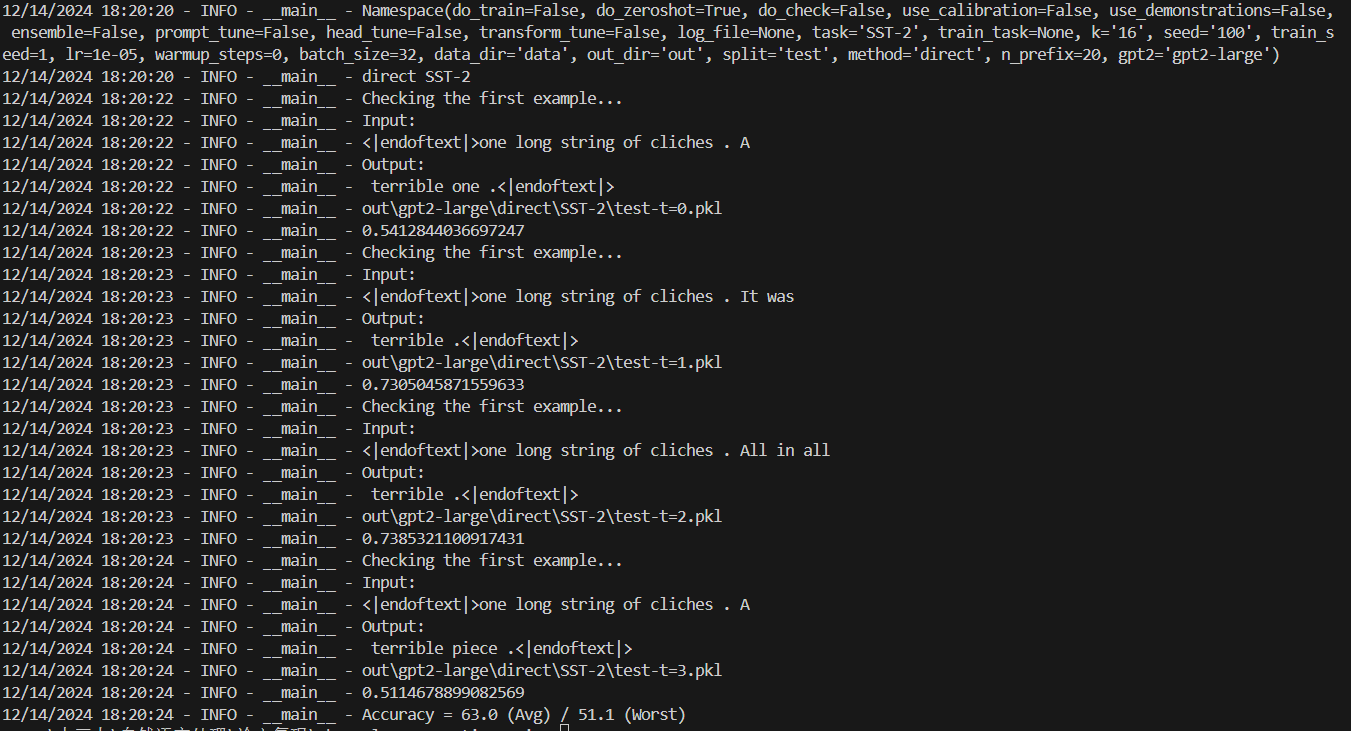 12/14/2024 18:20:20 - INFO - __main__ - Namespace(do_train=False, do_zeroshot=True, do_check=False, use_calibration=False, use_demonstrations=False,
ensemble=False, prompt_tune=False, head_tune=False, transform_tune=False, log_file=None, task='SST-2', train_task=None, k='16', seed='100', train_s
eed=1, lr=1e-05, warmup_steps=0, batch_size=32, data_dir='data', out_dir='out', split='test', method='direct', n_prefix=20, gpt2='gpt2-large')
12/14/2024 18:20:20 - INFO - __main__ - direct SST-2
12/14/2024 18:20:22 - INFO - __main__ - Checking the first example...
12/14/2024 18:20:22 - INFO - __main__ - Input:
12/14/2024 18:20:22 - INFO - __main__ - <|endoftext|>one long string of cliches . A
12/14/2024 18:20:22 - INFO - __main__ - Output:
12/14/2024 18:20:22 - INFO - __main__ -  terrible one .<|endoftext|>
12/14/2024 18:20:22 - INFO - __main__ - out\gpt2-large\direct\SST-2\test-t=0.pkl
12/14/2024 18:20:22 - INFO - __main__ - 0.5412844036697247
12/14/2024 18:20:23 - INFO - __main__ - Checking the first example...
12/14/2024 18:20:23 - INFO - __main__ - Input:
12/14/2024 18:20:23 - INFO - __main__ - <|endoftext|>one long string of cliches . It was
12/14/2024 18:20:23 - INFO - __main__ - Output:
12/14/2024 18:20:23 - INFO - __main__ -  terrible .<|endoftext|>
12/14/2024 18:20:23 - INFO - __main__ - out\gpt2-large\direct\SST-2\test-t=1.pkl
12/14/2024 18:20:23 - INFO - __main__ - 0.7305045871559633
12/14/2024 18:20:23 - INFO - __main__ - Checking the first example...
12/14/2024 18:20:23 - INFO - __main__ - Input:
12/14/2024 18:20:23 - INFO - __main__ - <|endoftext|>one long string of cliches . All in all
12/14/2024 18:20:23 - INFO - __main__ - Output:
12/14/2024 18:20:23 - INFO - __main__ -  terrible .<|endoftext|>
12/14/2024 18:20:23 - INFO - __main__ - out\gpt2-large\direct\SST-2\test-t=2.pkl
12/14/2024 18:20:23 - INFO - __main__ - 0.7385321100917431
12/14/2024 18:20:24 - INFO - __main__ - Checking the first example...
12/14/2024 18:20:24 - INFO - __main__ - Input:
12/14/2024 18:20:24 - INFO - __main__ - <|endoftext|>one long string of cliches . A
12/14/2024 18:20:24 - INFO - __main__ - Output:
12/14/2024 18:20:24 - INFO - __main__ -  terrible piece .<|endoftext|>
12/14/2024 18:20:24 - INFO - __main__ - out\gpt2-large\direct\SST-2\test-t=3.pkl
12/14/2024 18:20:24 - INFO - __main__ - 0.5114678899082569
12/14/2024 18:20:24 - INFO - __main__ - Accuracy = 63.0 (Avg) / 51.1 (Worst)